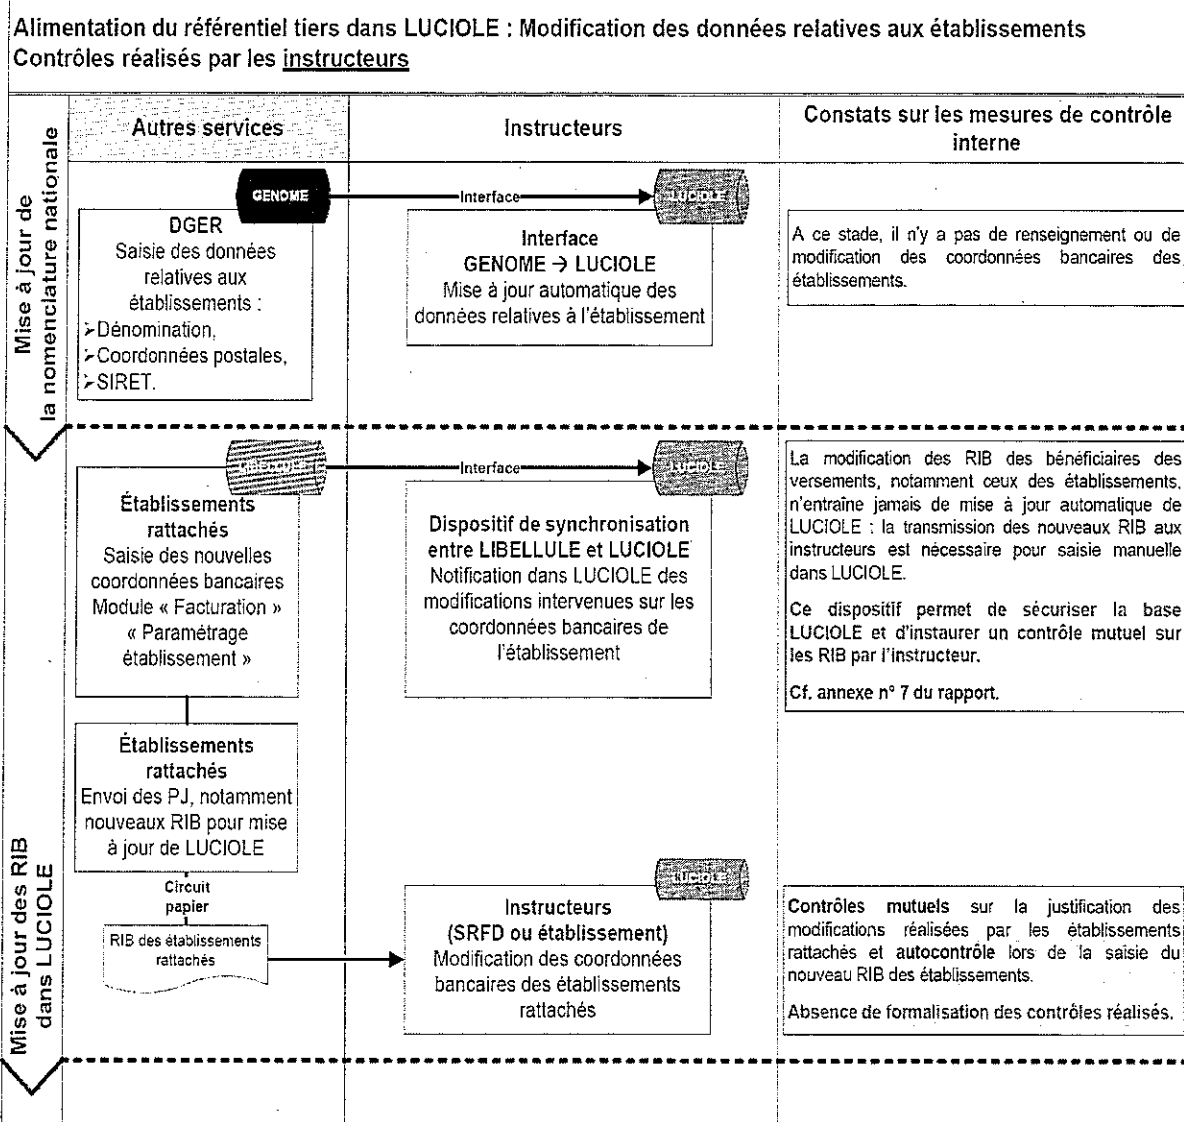 Alimentation du référentiel tiers dans LUCIOLE : Modification des données relatives aux établissements
Contrôles réalisés par les instructeurs
Autres services
Instructeurs
Constats sur les mesures de contrôle
interne
Mise à jour de
la nomenclature nationale
GENOME
Interface
LUCIOLE
DGER
Saisie des données
relatives aux
établissements :
➢Dénomination,
➢Coordonnées postales,
➢SIRET.
Interface
GENOME → LUCIOLE
Mise à jour automatique des
données relatives à l'établissement
A ce stade, il n'y a pas de renseignement ou de
modification des coordonnées bancaires des
établissements.
Mise à jour des RIB
dans LUCIOLE
LIBELLULE
Interface
LUCIOLE
Établissements
rattachés
Saisie des nouvelles
coordonnées bancaires
Module « Facturation »
« Paramétrage
établissement »
Dispositif de synchronisation
entre LIBELLULE et LUCIOLE
Notification dans LUCIOLE des
modifications intervenues sur les
coordonnées bancaires de
l'établissement
La modification des RIB des bénéficiaires des
versements, notamment ceux des établissements,
n'entraîne jamais de mise à jour automatique de
LUCIOLE : la transmission des nouveaux RIB aux
instructeurs est nécessaire pour saisie manuelle
dans LUCIOLE.
Ce dispositif permet de sécuriser la base
LUCIOLE et d'instaurer un contrôle mutuel sur
les RIB par l'instructeur.
Cf. annexe n° 7 du rapport.
Établissements
rattachés
Envoi des PJ, notamment
nouveaux RIB pour mise
à jour de LUCIOLE
Circuit
papier
RIB des établissements
rattachés
LUCIOLE
Instructeurs
(SRFD ou établissement)
Modification des coordonnées
bancaires des établissements
rattachés
Contrôles mutuels sur la justification des
modifications réalisées par les établissements
rattachés et autocontrôle lors de la saisie du
nouveau RIB des établissements.
Absence de formalisation des contrôles réalisés.